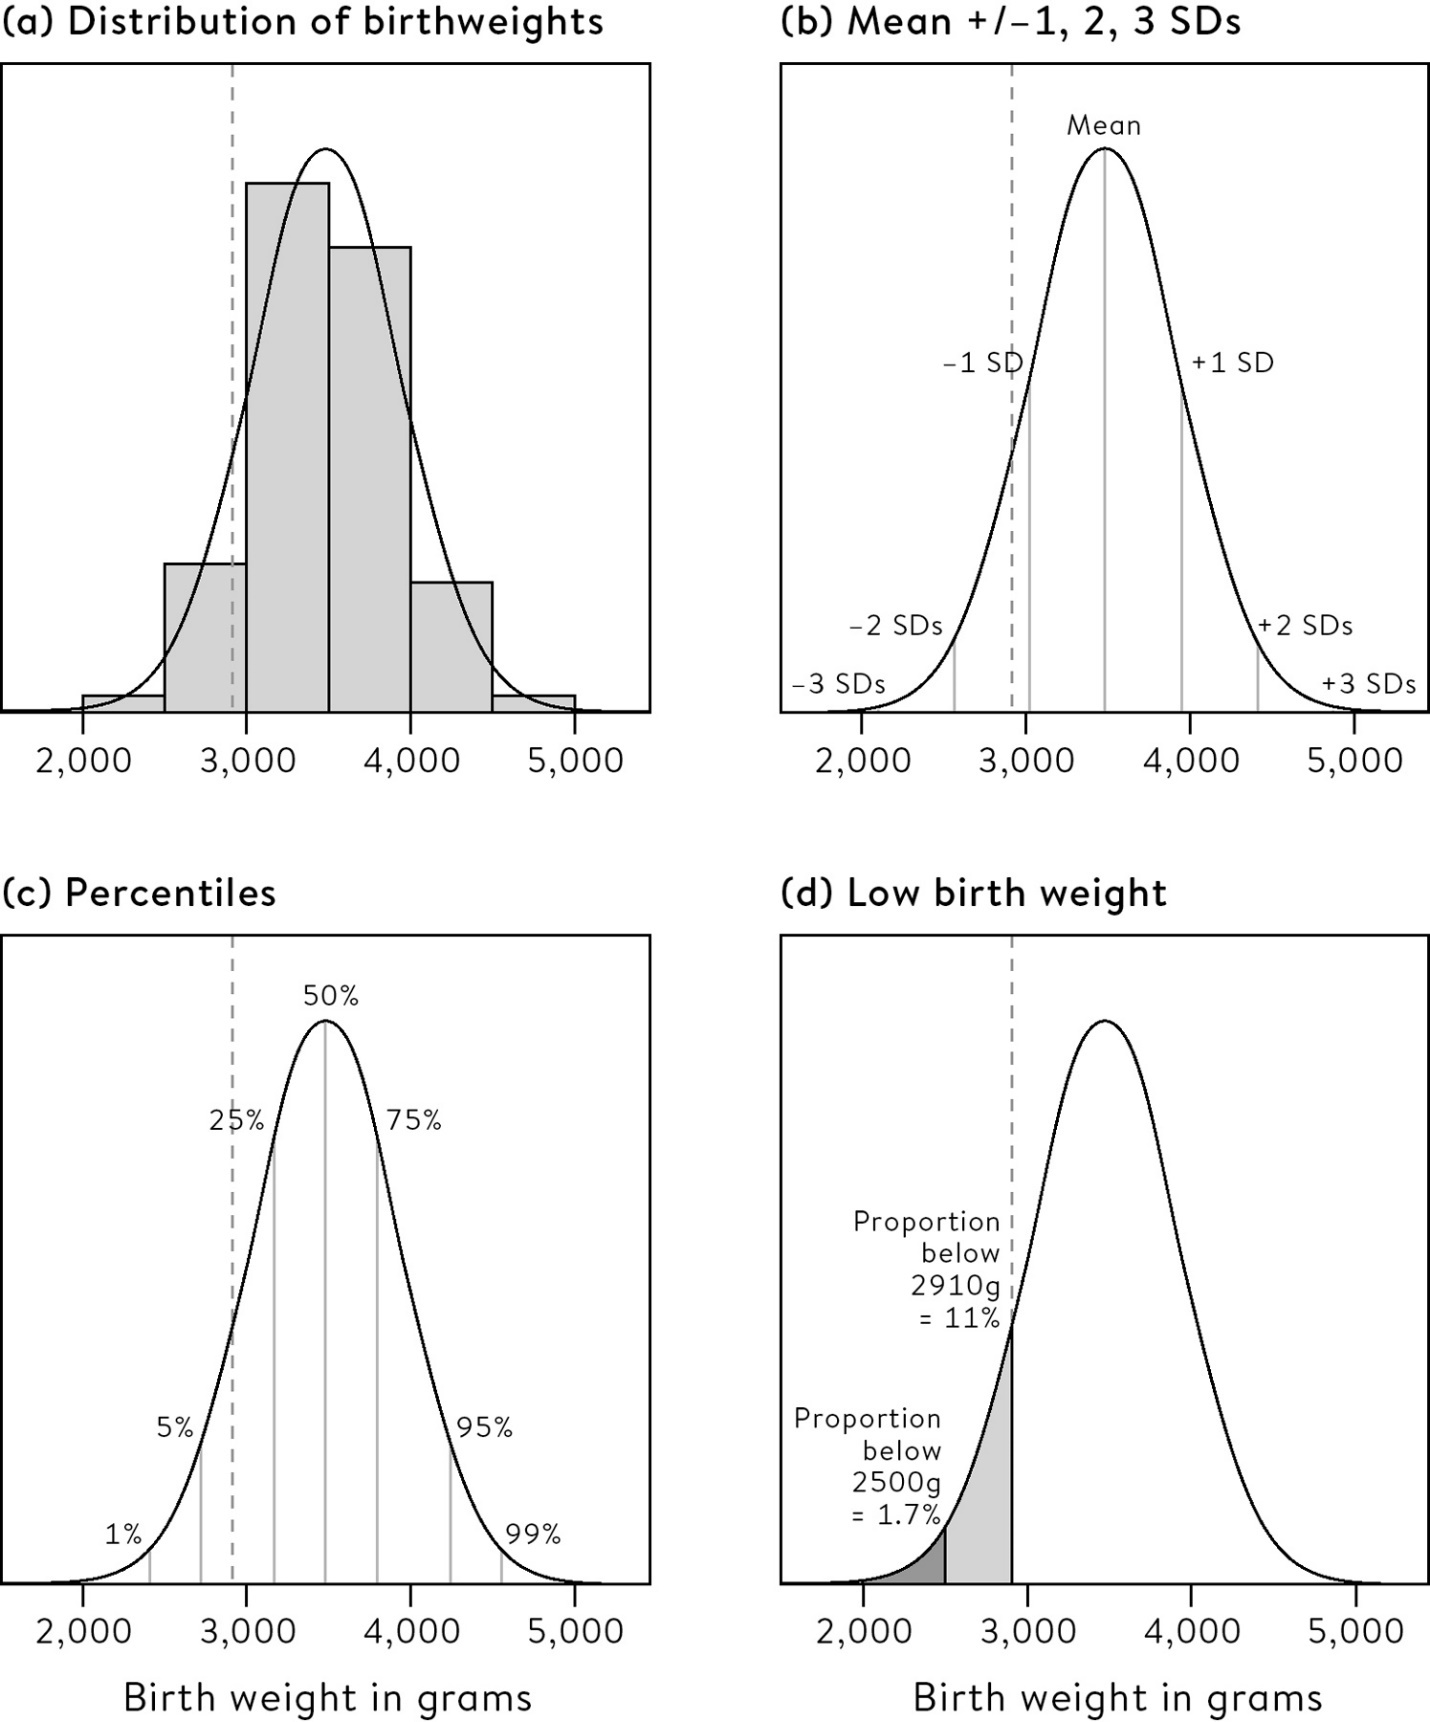 (a) Distribution of birthweights
2,000 3,000 4,000 5,000
(b) Mean +/−1, 2, 3 SDs
Mean
−1 SD
+1 SD
−2 SDs
+2 SDs
−3 SDs
+3 SDs
2,000 3,000 4,000 5,000
(c) Percentiles
50%
25%
75%
5%
95%
1%
99%
2,000 3,000 4,000 5,000
Birth weight in grams
(d) Low birth weight
Proportion
below
2910g
= 11%
Proportion
below
2500g
= 1.7%
2,000 3,000 4,000 5,000
Birth weight in grams